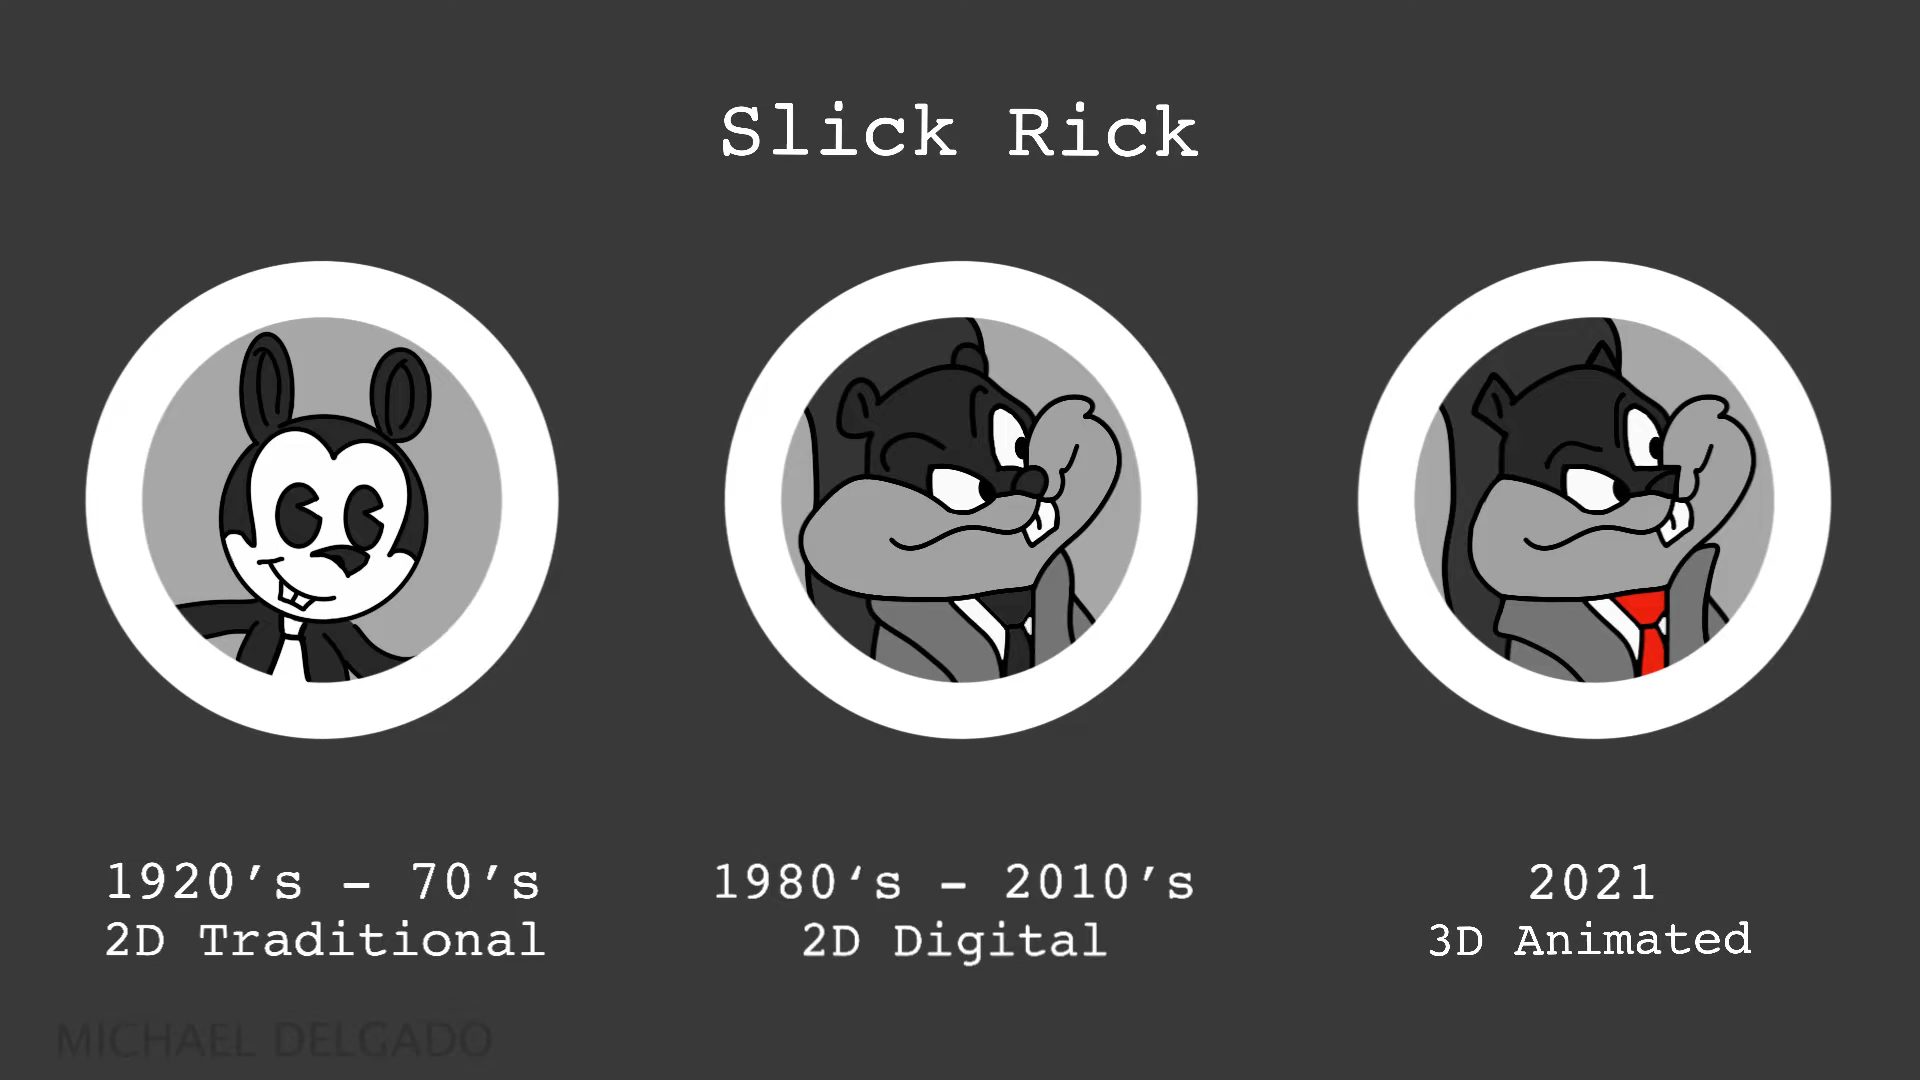 Slick Rick
1920's - 70's
2D Traditional
1980‘s - 2010's
2D Digital
2021
3D Animated
MICHAEL DELGADO